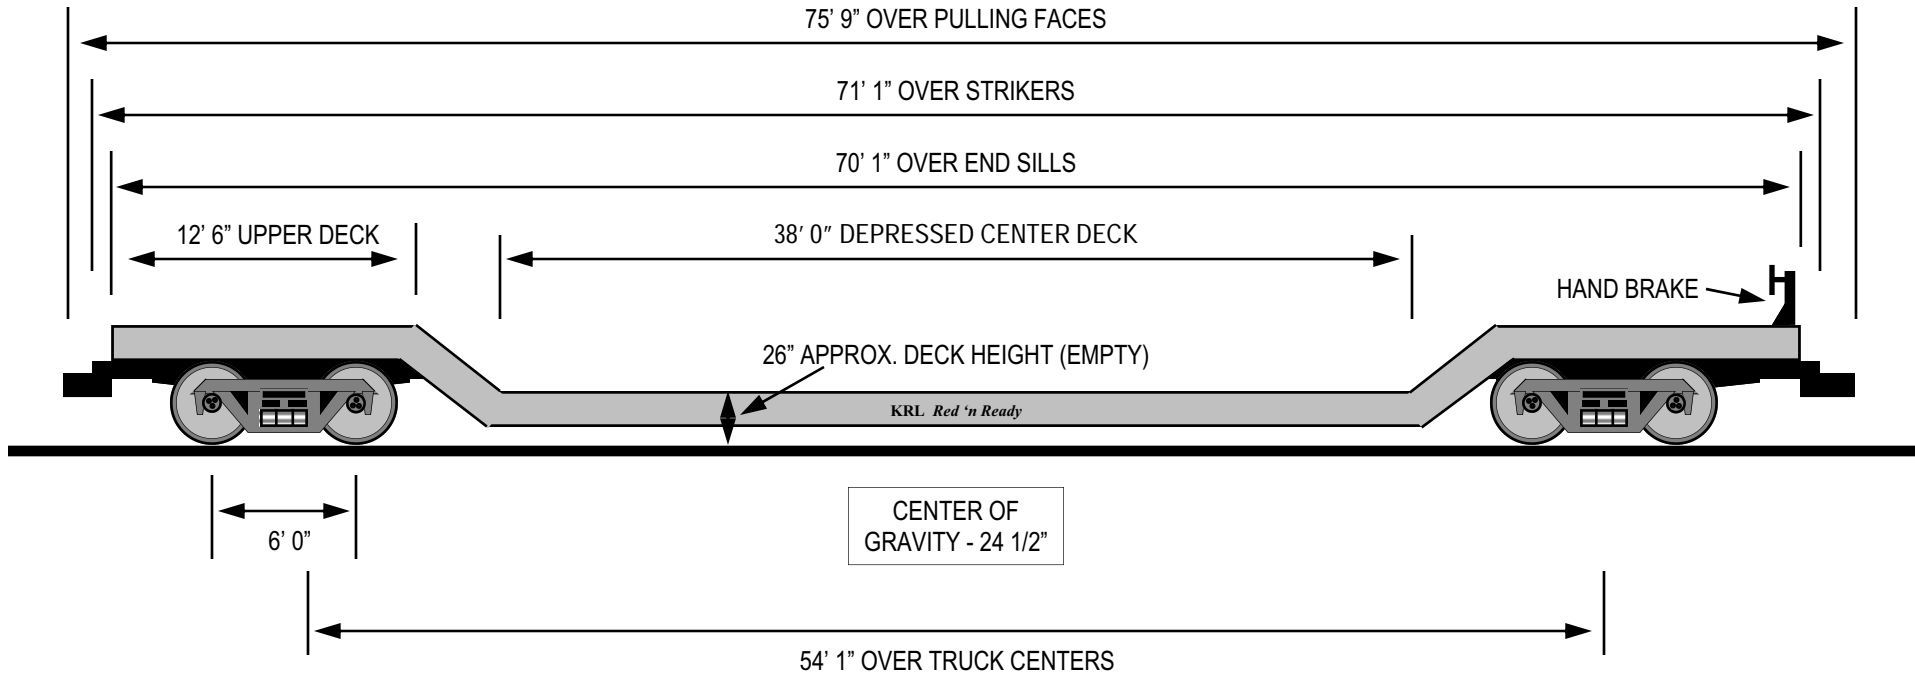 75’ 9” OVER PULLING FACES
71’ 1” OVER STRIKERS
70’ 1” OVER END SILLS
12’ 6” UPPER DECK
38’ 0” DEPRESSED CENTER DECK
HAND BRAKE
26” APPROX. DECK HEIGHT (EMPTY)
KRL Red ‘n Ready
CENTER OF
GRAVITY - 24 1/2”
6’ 0”
54’ 1” OVER TRUCK CENTERS